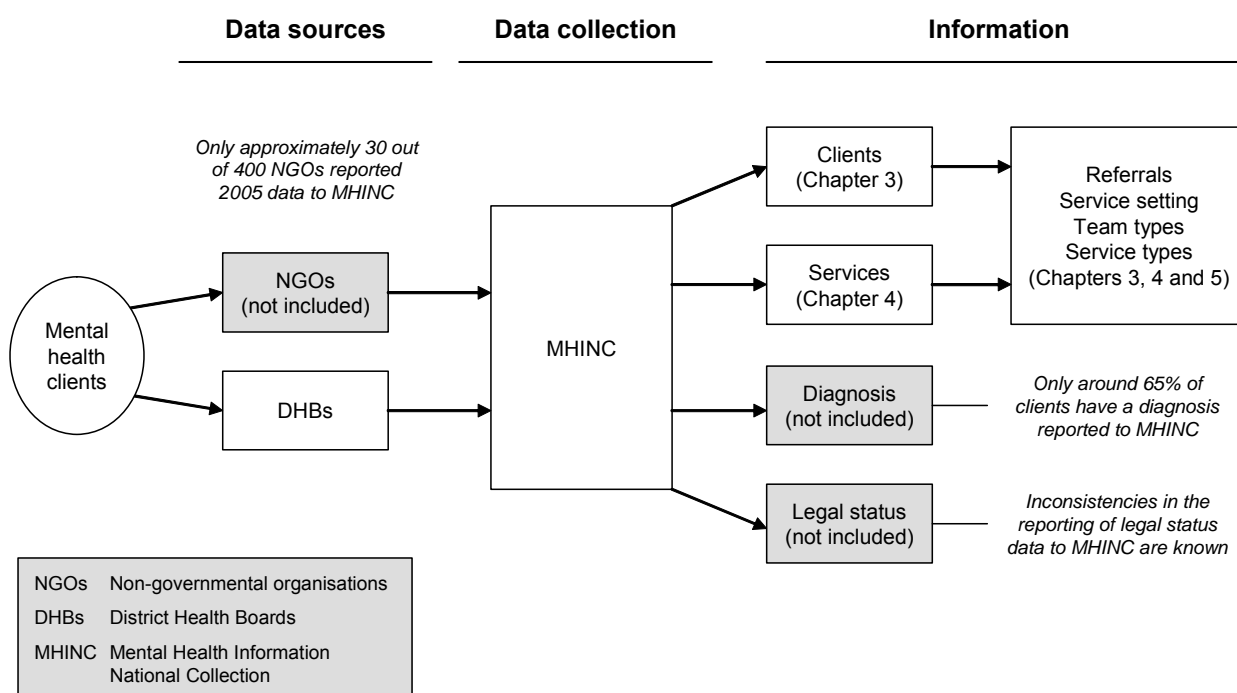 Data sources
Data collection
Information
Only approximately 30 out
of 400 NGOs reported
2005 data to MHINC
Mental
health
clients
NGOs
(not included)
DHBs
MHINC
Clients
(Chapter 3)
Services
(Chapter 4)
Diagnosis
(not included)
Legal status
(not included)
Referrals
Service setting
Team types
Service types
(Chapters 3, 4 and 5)
Only around 65% of
clients have a diagnosis
reported to MHINC
Inconsistencies in the
reporting of legal status
data to MHINC are known
NGOs Non-governmental organisations
DHBs District Health Boards
MHINC Mental Health Information
National Collection